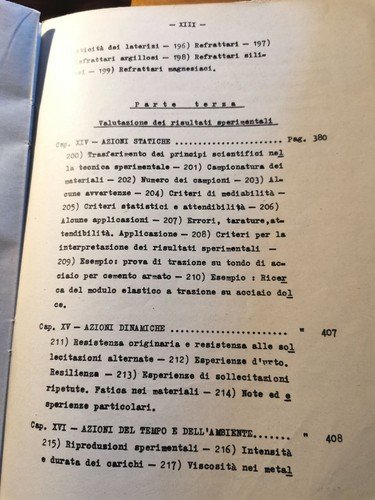 — XIII —
ticità dei laterizi — 196) Refrattari — 197)
efrattari argillosi — 198) Refrattari sili-
si — 199) Refrattari magnesiaci.
Parte terza
Valutazione dei risultati sperimentali
Cap. XIV — AZIONI STATICHE ........................ Pag. 380
200) Trasferimento dei principi scientifici nel
la tecnica sperimentale — 201) Campionatura dei
materiali — 202) Numero dei campioni — 203) Al-
cune avvertenze — 204) Criteri di mediabilità —
205) Criteri statistici e attendibilità — 206)
Alcune applicazioni — 207) Errori, tarature, at-
tendibilità. Applicazione — 208) Criteri per la
interpretazione dei risultati sperimentali —
209) Esempio: prova di trazione su tondo di ac-
ciaio per cemento armato — 210) Esempio : Ricer
ca del modulo elastico a trazione su acciaio dol
ce.
Cap. XV — AZIONI DINAMICHE ......................... " 407
211) Resistenza originaria e resistenza alle sol
lecitazioni alternate — 212) Esperienze d'urto.
Resilienza — 213) Esperienze di sollecitazioni
ripetute. Fatica nei materiali — 214) Note ed e
sperienze particolari.
Cap. XVI — AZIONI DEL TEMPO E DELL'AMBIENTE....... " 408
215) Riproduzioni sperimentali — 216) Intensità
e durata dei carichi — 217) Viscosità nei metal